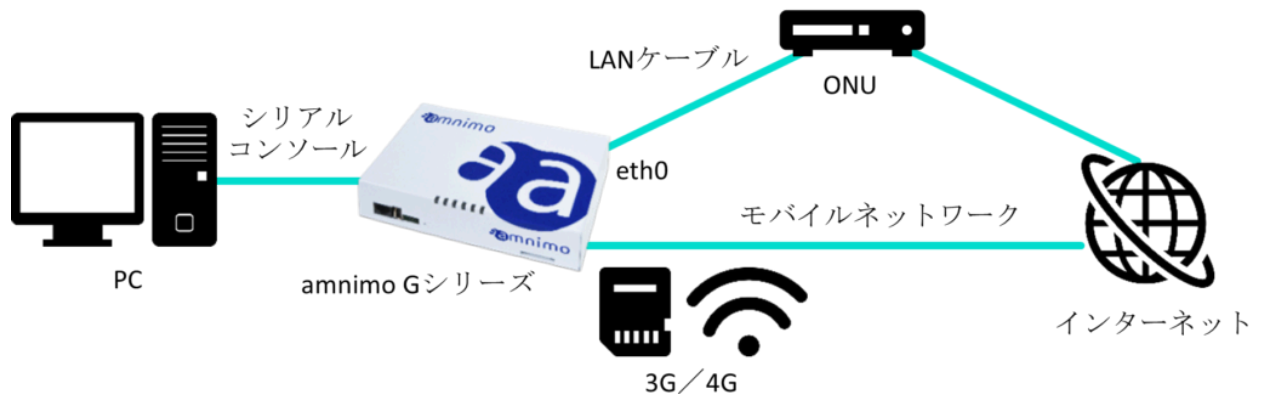 LANケーブル
ONU
シリアル
コンソール
amnimo
aa
eth0
amnimo
モバイルネットワーク
PC
amnimo Gシリーズ
3G／4G
インターネット